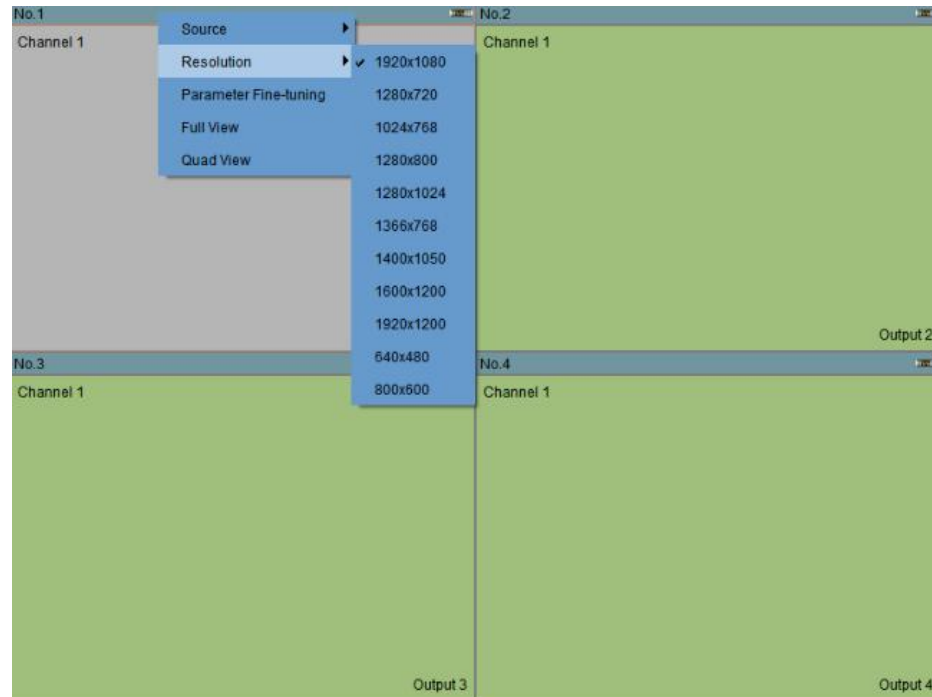 No.1
No.2
Channel 1
Channel 1
Source
Resolution
Parameter Fine-tuning
Full View
Quad View
✓ 1920x1080
1280x720
1024x768
1280x800
1280x1024
1366x768
1400x1050
1600x1200
1920x1200
640x480
800x600
Output 2
No.3
No.4
Channel 1
Channel 1
Output 3
Output 4